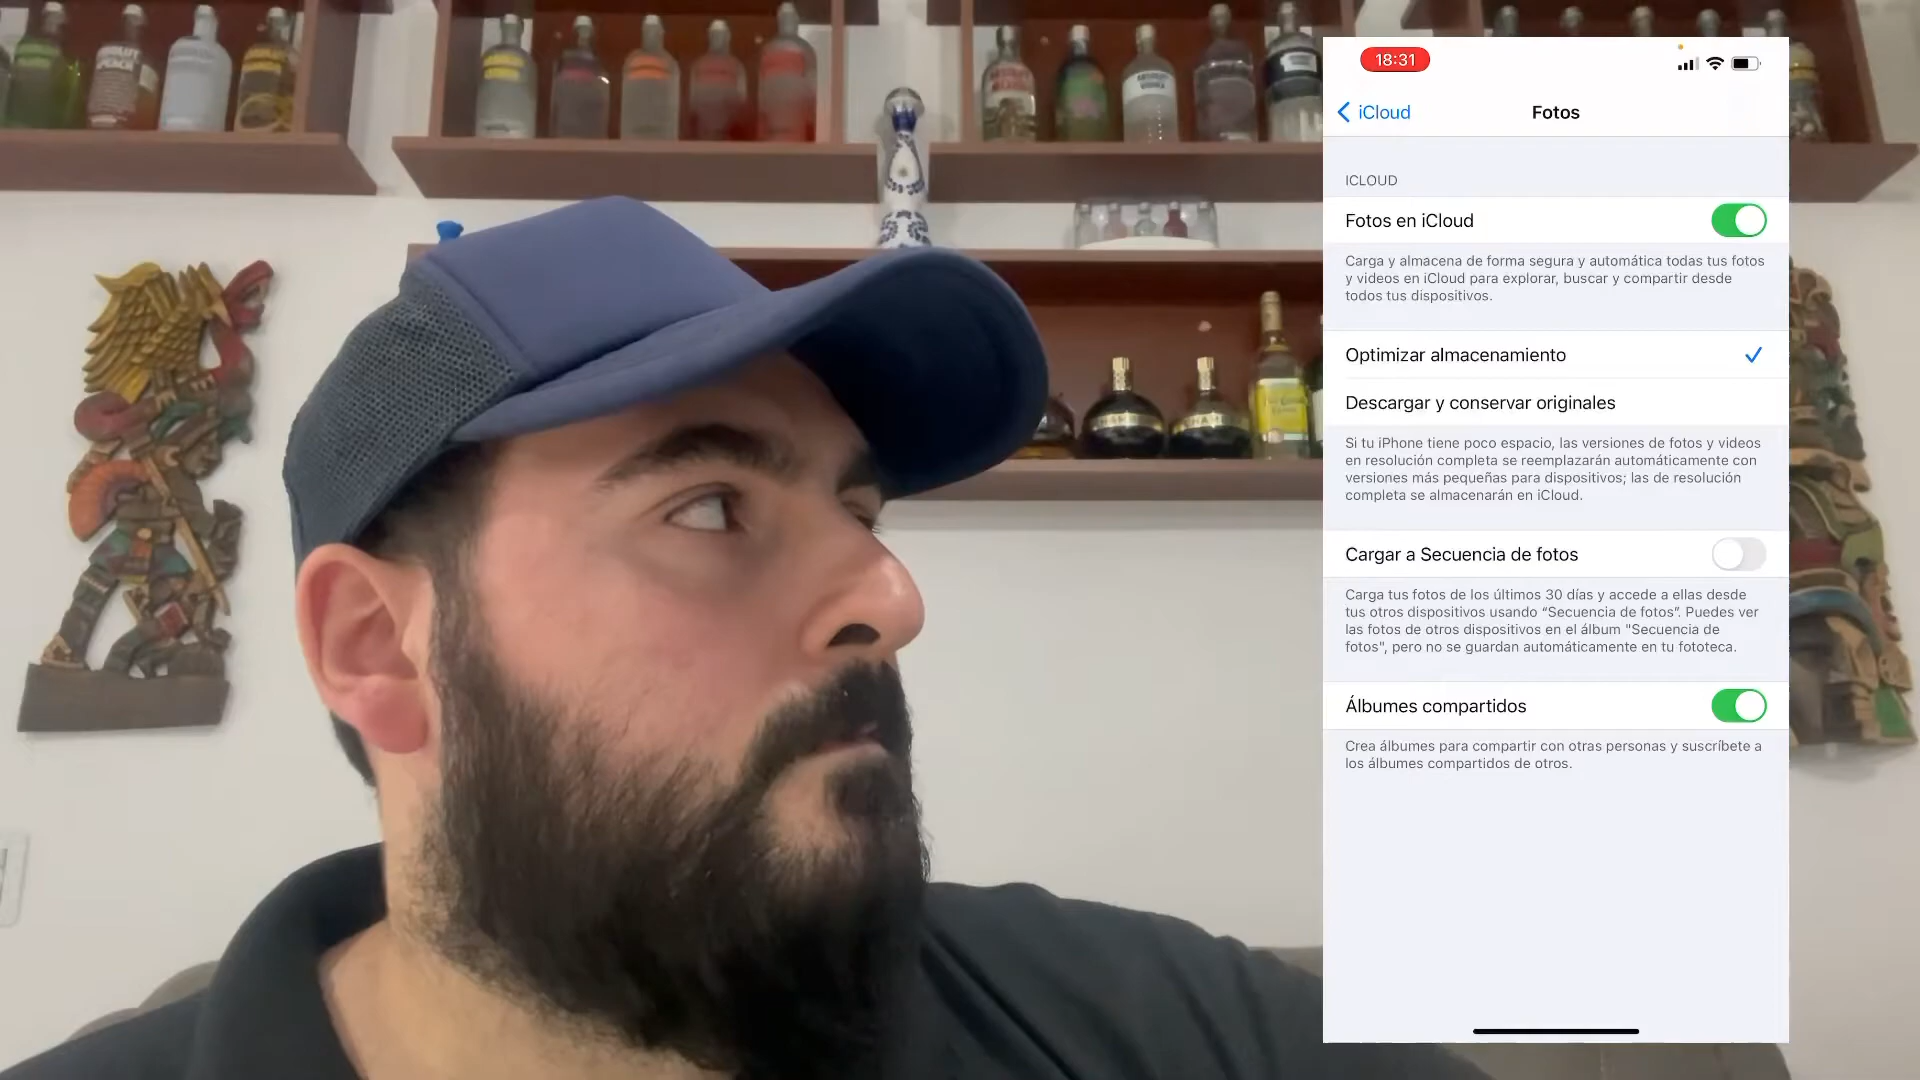 ABSOLUT
PEACH
ABSOLUT
VODKA
18:31
iCloud
Fotos
ICLOUD
Fotos en iCloud
Carga y almacena de forma segura y automática todas tus fotos
y videos en iCloud para explorar, buscar y compartir desde
todos tus dispositivos.
Optimizar almacenamiento
Descargar y conservar originales
Si tu iPhone tiene poco espacio, las versiones de fotos y videos
en resolución completa se reemplazarán automáticamente con
versiones más pequeñas para dispositivos; las de resolución
completa se almacenarán en iCloud.
Cargar a Secuencia de fotos
Carga tus fotos de los últimos 30 días y accede a ellas desde
tus otros dispositivos usando “Secuencia de fotos”. Puedes ver
las fotos de otros dispositivos en el álbum "Secuencia de
fotos", pero no se guardan automáticamente en tu fototeca.
Álbumes compartidos
Crea álbumes para compartir con otras personas y suscríbete a
los álbumes compartidos de otros.